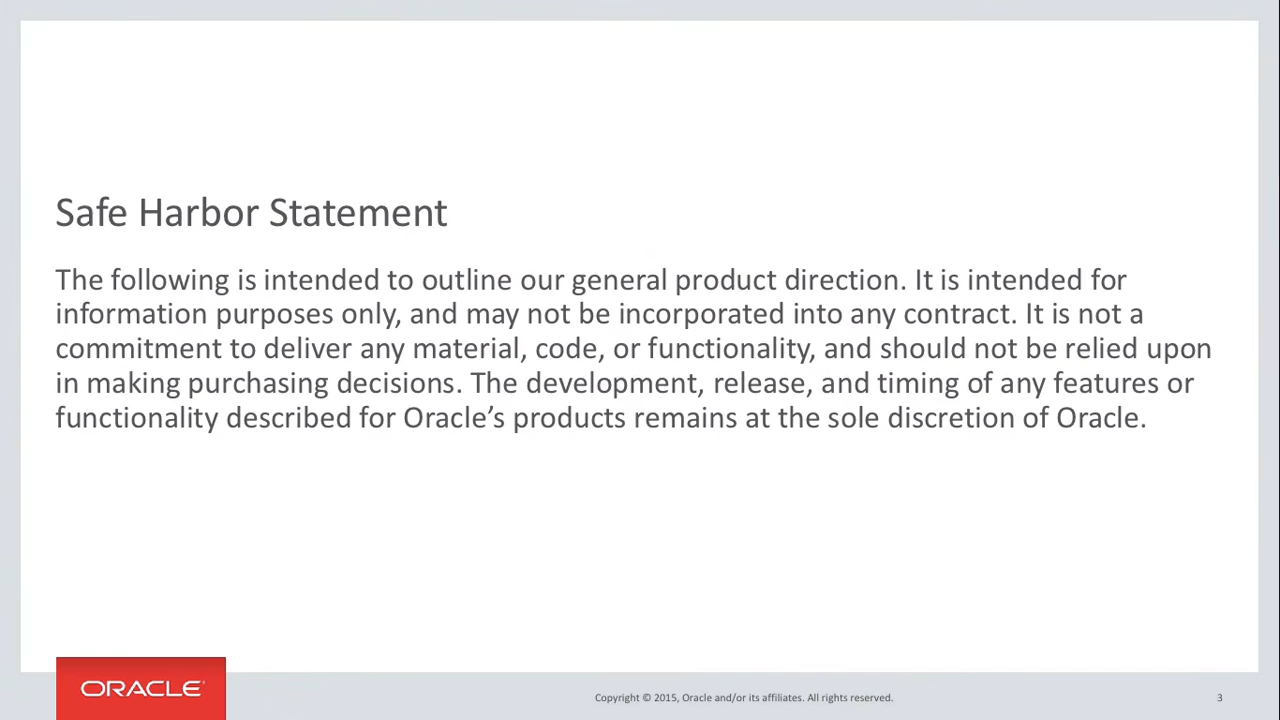 Safe Harbor Statement
The following is intended to outline our general product direction. It is intended for
information purposes only, and may not be incorporated into any contract. It is not a
commitment to deliver any material, code, or functionality, and should not be relied upon
in making purchasing decisions. The development, release, and timing of any features or
functionality described for Oracle’s products remains at the sole discretion of Oracle.
ORACLE
Copyright © 2015, Oracle and/or its affiliates. All rights reserved.
3